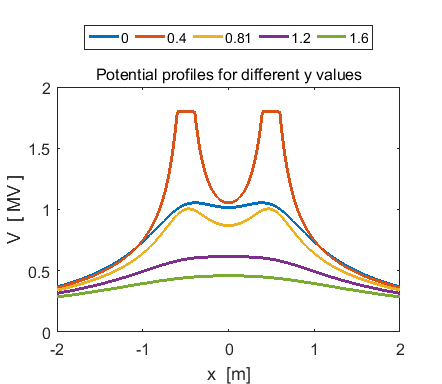 0 0.4 0.81 1.2 1.6
Potential profiles for different y values
2
1.5
1
0.5
0
V [ MV ]
-2 -1 0 1 2
x [m]